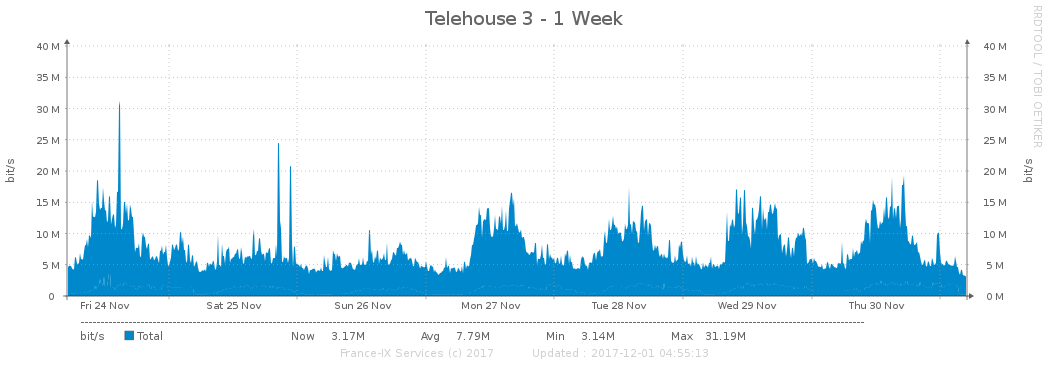 Telehouse 3 - 1 Week
RRDTOOL / TOBI OETIKER
bit/s
40 M 40 M
35 M 35 M
30 M 30 M
25 M 25 M
20 M 20 M
15 M 15 M
10 M 10 M
5 M 5 M
0 0 M
bit/s
Fri 24 Nov Sat 25 Nov Sun 26 Nov Mon 27 Nov Tue 28 Nov Wed 29 Nov Thu 30 Nov
bit/s Total Now 3.17M Avg 7.79M Min 3.14M Max 31.19M
France-IX Services (c) 2017 Updated : 2017-12-01 04:55:13